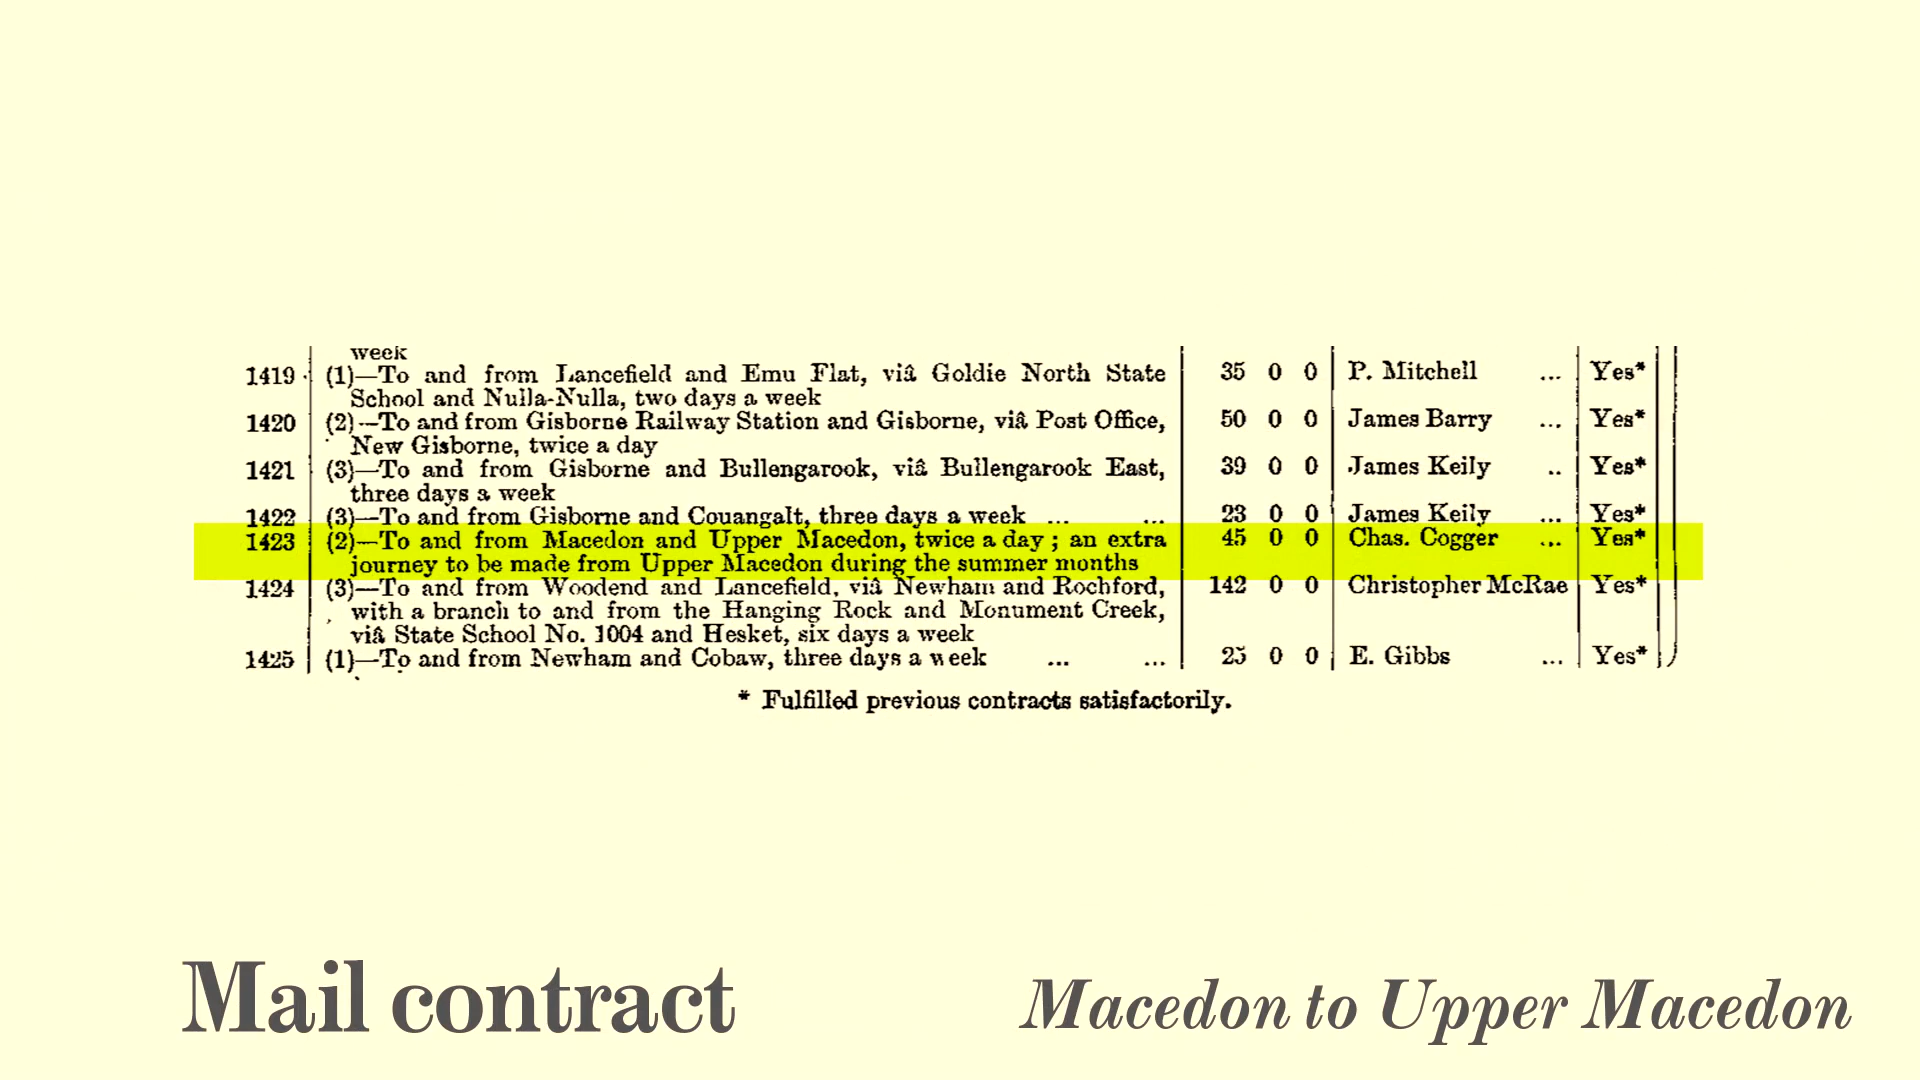 week
1419 (1)—To and from Lancefield and Emu Flat, viâ Goldie North State 35 0 0 P. Mitchell ... Yes*
School and Nulla-Nulla, two days a week
1420 (2)—To and from Gisborne Railway Station and Gisborne, viâ Post Office, 50 0 0 James Barry ... Yes*
New Gisborne, twice a day
1421 (3)—To and from Gisborne and Bullengarook, viâ Bullengarook East, 39 0 0 James Keily .. Yes*
three days a week
1422 (3)—To and from Gisborne and Couangalt, three days a week ... ... 23 0 0 James Keily ... Yes*
1423 (2)—To and from Macedon and Upper Macedon, twice a day ; an extra 45 0 0 Chas. Cogger ... Yes*
journey to be made from Upper Macedon during the summer months
1424 (3)—To and from Woodend and Lancefield, viâ Newham and Rochford, 142 0 0 Christopher McRae Yes*
with a branch to and from the Hanging Rock and Monument Creek,
viâ State School No. 1004 and Hesket, six days a week
1425 (1)—To and from Newham and Cobaw, three days a week ... ... 25 0 0 E. Gibbs ... Yes*
* Fulfilled previous contracts satisfactorily.
Mail contract
Macedon to Upper Macedon